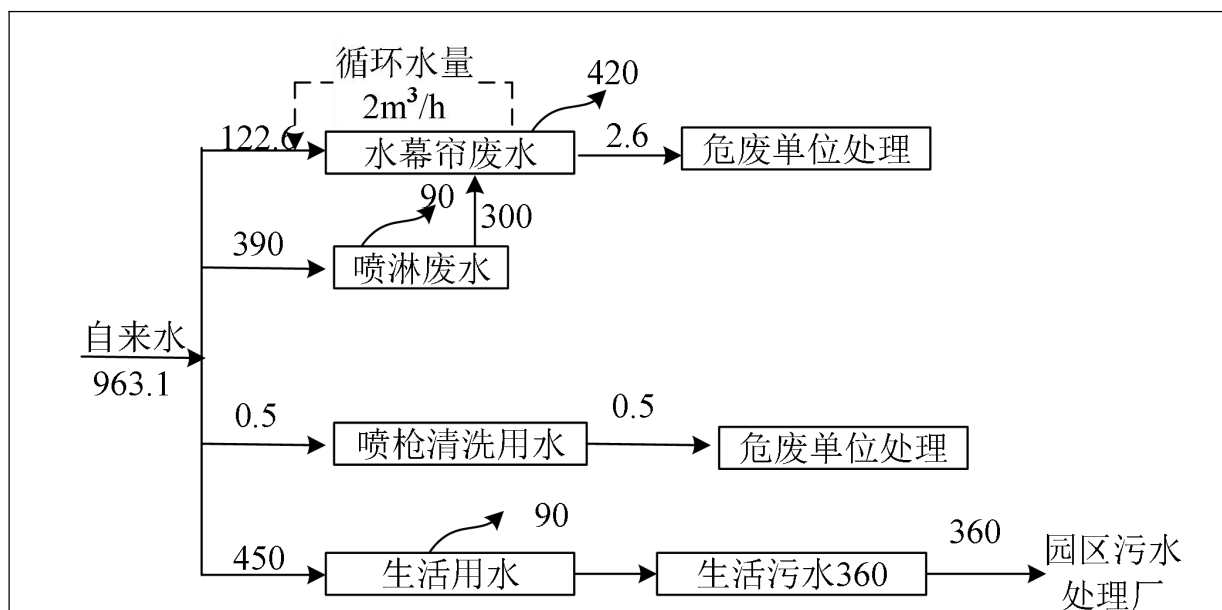 循环水量
2m³/h
420
122.6
水幕帘废水
2.6
危废单位处理
90
300
390
喷淋废水
自来水
963.1
0.5
喷枪清洗用水
0.5
危废单位处理
90
450
生活用水
生活污水360
360
园区污水
处理厂